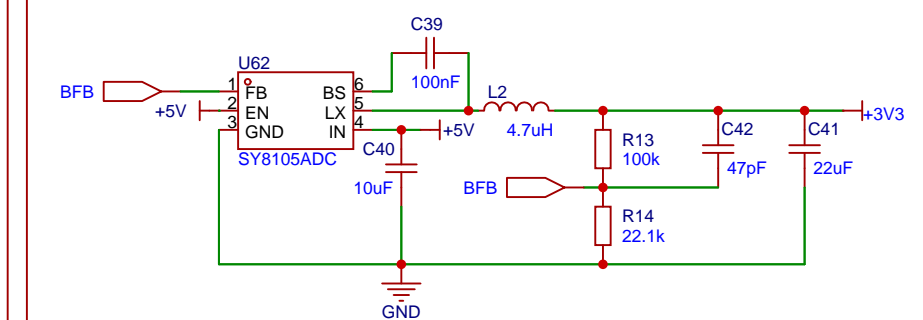 C39
100nF
U62
BFB
1
FB
BS
6
+5V
2
EN
LX
5
3
GND
IN
4
+5V
SY8105ADC
C40
10uF
L2
4.7uH
R13
100k
C42
47pF
C41
22uF
+3V3
BFB
R14
22.1k
GND